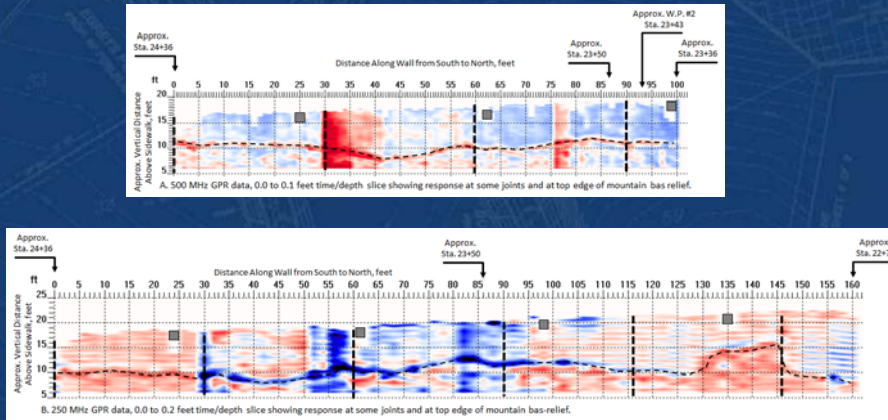 Approx. W.P. #2
Sta. 23+43
Approx.
Sta. 24+36
Approx.
Sta. 23+50
Approx.
Sta. 23+36
Distance Along Wall from South to North, feet
ft
0 5 10 15 20 25 30 35 40 45 50 55 60 65 70 75 80 85 90 95 100
20
15
10
5
Approx. Vertical Distance
Above Sidewalk, feet
A. 500 MHz GPR data, 0.0 to 0.1 feet time/depth slice showing response at some joints and at top edge of mountain bas relief.
Approx.
Sta. 24+36
Approx.
Sta. 23+50
Approx.
Sta. 22+7
Distance Along Wall from South to North, feet
ft
0 5 10 15 20 25 30 35 40 45 50 55 60 65 70 75 80 85 90 95 100 105 110 115 120 125 130 135 140 145 150 155 160
25
20
15
10
5
Approx. Vertical Distance
Above Sidewalk, feet
B. 250 MHz GPR data, 0.0 to 0.2 feet time/depth slice showing response at some joints and at top edge of mountain bas-relief.